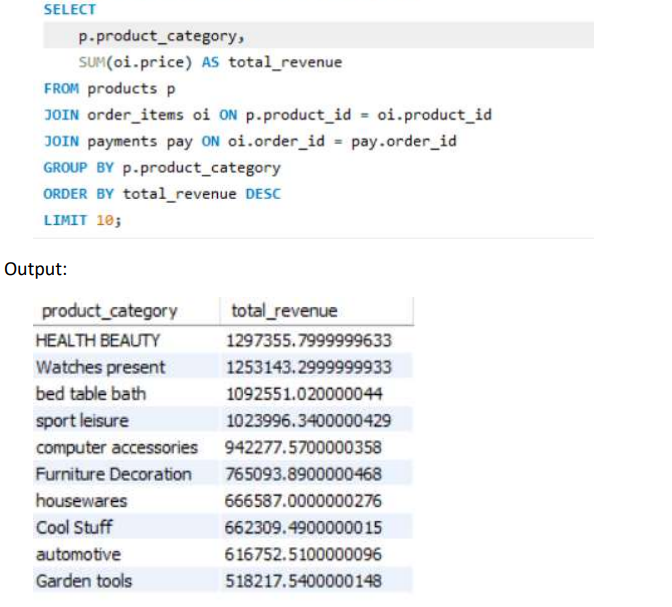 SELECT
p.product_category,
SUM(oi.price) AS total_revenue
FROM products p
JOIN order_items oi ON p.product_id = oi.product_id
JOIN payments pay ON oi.order_id = pay.order_id
GROUP BY p.product_category
ORDER BY total_revenue DESC
LIMIT 10;
Output:
product_category total_revenue
HEALTH BEAUTY 1297355.7999999633
Watches present 1253143.2999999933
bed table bath 1092551.020000044
sport leisure 1023996.3400000429
computer accessories 942277.5700000358
Furniture Decoration 765093.8900000468
housewares 666587.0000000276
Cool Stuff 662309.4900000015
automotive 616752.5100000096
Garden tools 518217.5400000148